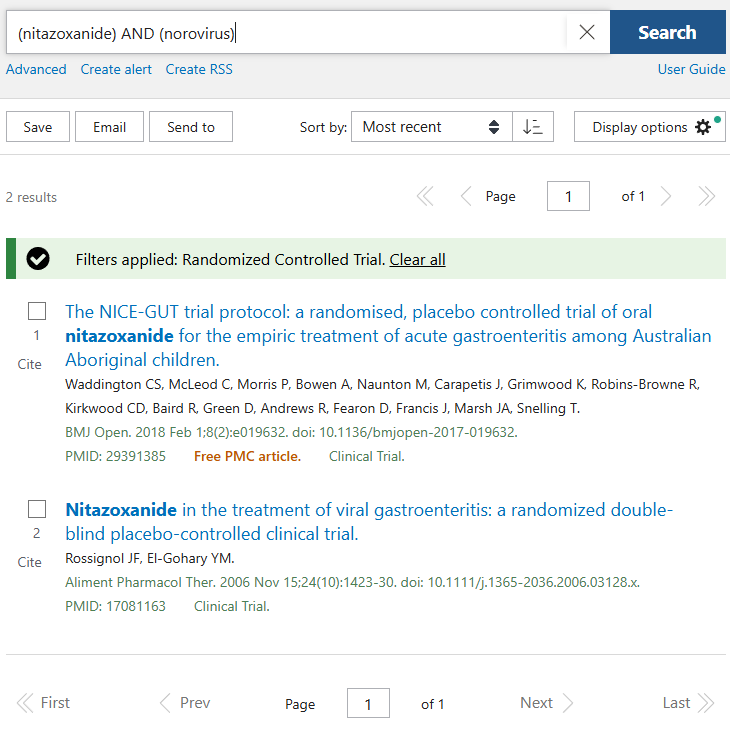 (nitazoxanide) AND (norovirus)
Search
Advanced Create alert Create RSS User Guide
Save Email Send to Sort by: Most recent Display options
2 results Page 1 of 1
Filters applied: Randomized Controlled Trial. Clear all
The NICE-GUT trial protocol: a randomised, placebo controlled trial of oral
1 nitazoxanide for the empiric treatment of acute gastroenteritis among Australian
Cite Aboriginal children.
Waddington CS, McLeod C, Morris P, Bowen A, Naunton M, Carapetis J, Grimwood K, Robins-Browne R,
Kirkwood CD, Baird R, Green D, Andrews R, Fearon D, Francis J, Marsh JA, Snelling T.
BMJ Open. 2018 Feb 1;8(2):e019632. doi: 10.1136/bmjopen-2017-019632.
PMID: 29391385 Free PMC article. Clinical Trial.
Nitazoxanide in the treatment of viral gastroenteritis: a randomized double-
2 blind placebo-controlled clinical trial.
Cite Rossignol JF, El-Gohary YM.
Aliment Pharmacol Ther. 2006 Nov 15;24(10):1423-30. doi: 10.1111/j.1365-2036.2006.03128.x.
PMID: 17081163 Clinical Trial.
First Prev Page 1 of 1 Next Last